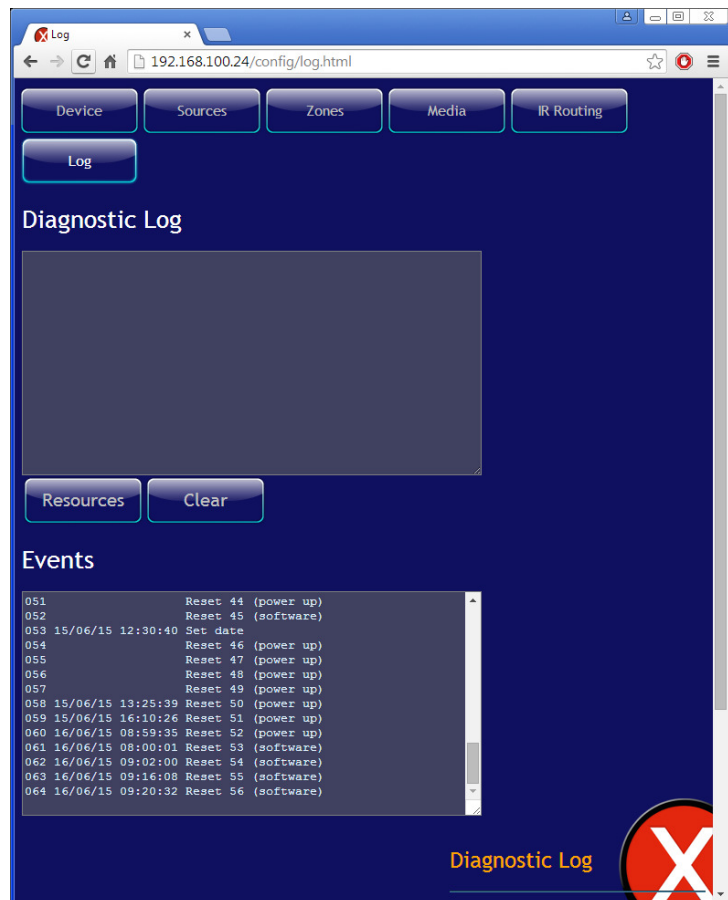 Log
192.168.100.24/config/log.html
Device Sources Zones Media IR Routing
Log
Diagnostic Log
Resources Clear
Events
051 Reset 44 (power up)
052 Reset 45 (software)
053 15/06/15 12:30:40 Set date
054 Reset 46 (power up)
055 Reset 47 (power up)
056 Reset 48 (power up)
057 Reset 49 (power up)
058 15/06/15 13:25:39 Reset 50 (power up)
059 15/06/15 16:10:26 Reset 51 (power up)
060 16/06/15 08:59:35 Reset 52 (power up)
061 16/06/15 08:00:01 Reset 53 (software)
062 16/06/15 09:02:00 Reset 54 (software)
063 16/06/15 09:16:08 Reset 55 (software)
064 16/06/15 09:20:32 Reset 56 (software)
Diagnostic Log
X